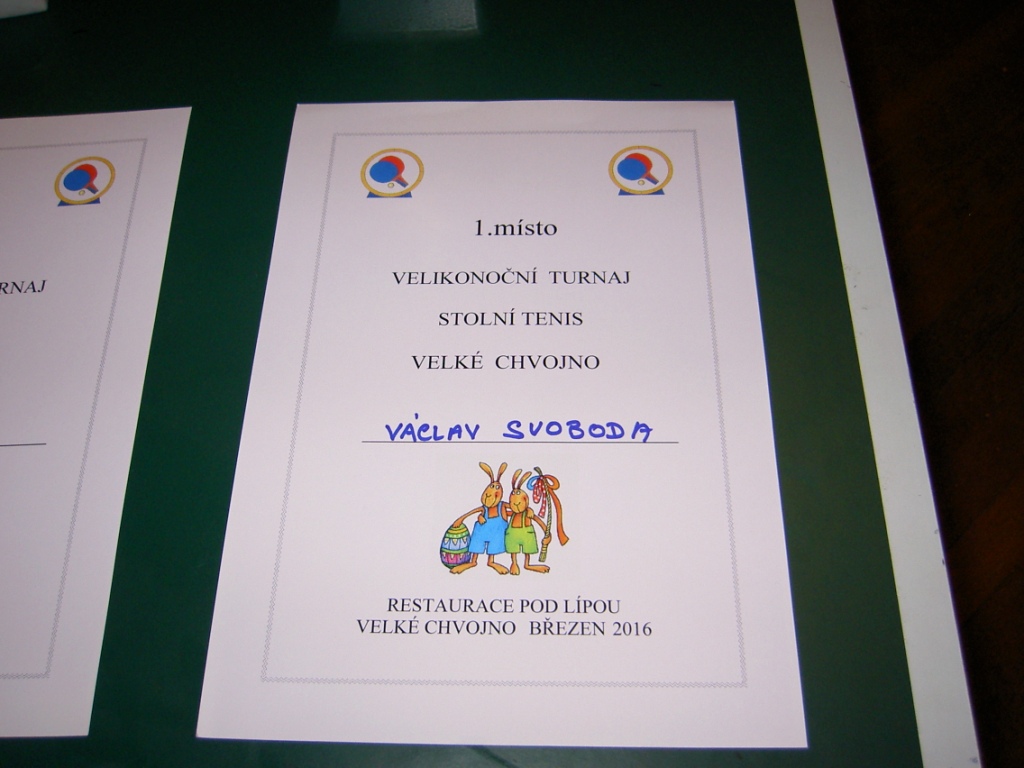 RNAJ
1.místo
VELIKONOČNÍ TURNAJ
STOLNÍ TENIS
VELKÉ CHVOJNO
VÁCLAV SVOBODA
RESTAURACE POD LÍPOU
VELKÉ CHVOJNO BŘEZEN 2016